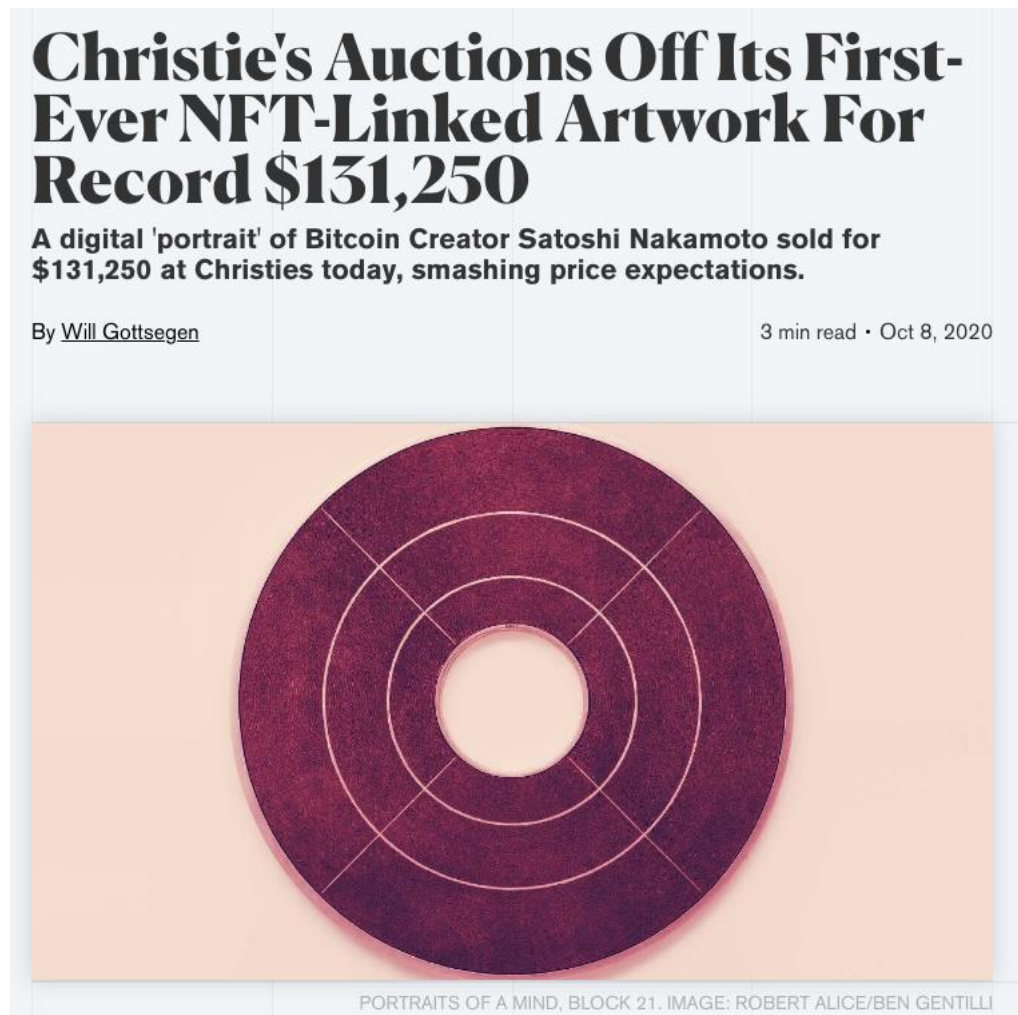 Christie's Auctions Off Its First-
Ever NFT-Linked Artwork For
Record $131,250
A digital 'portrait' of Bitcoin Creator Satoshi Nakamoto sold for
$131,250 at Christies today, smashing price expectations.
By Will Gottsegen
3 min read • Oct 8, 2020
PORTRAITS OF A MIND, BLOCK 21. IMAGE: ROBERT ALICE/BEN GENTILLI